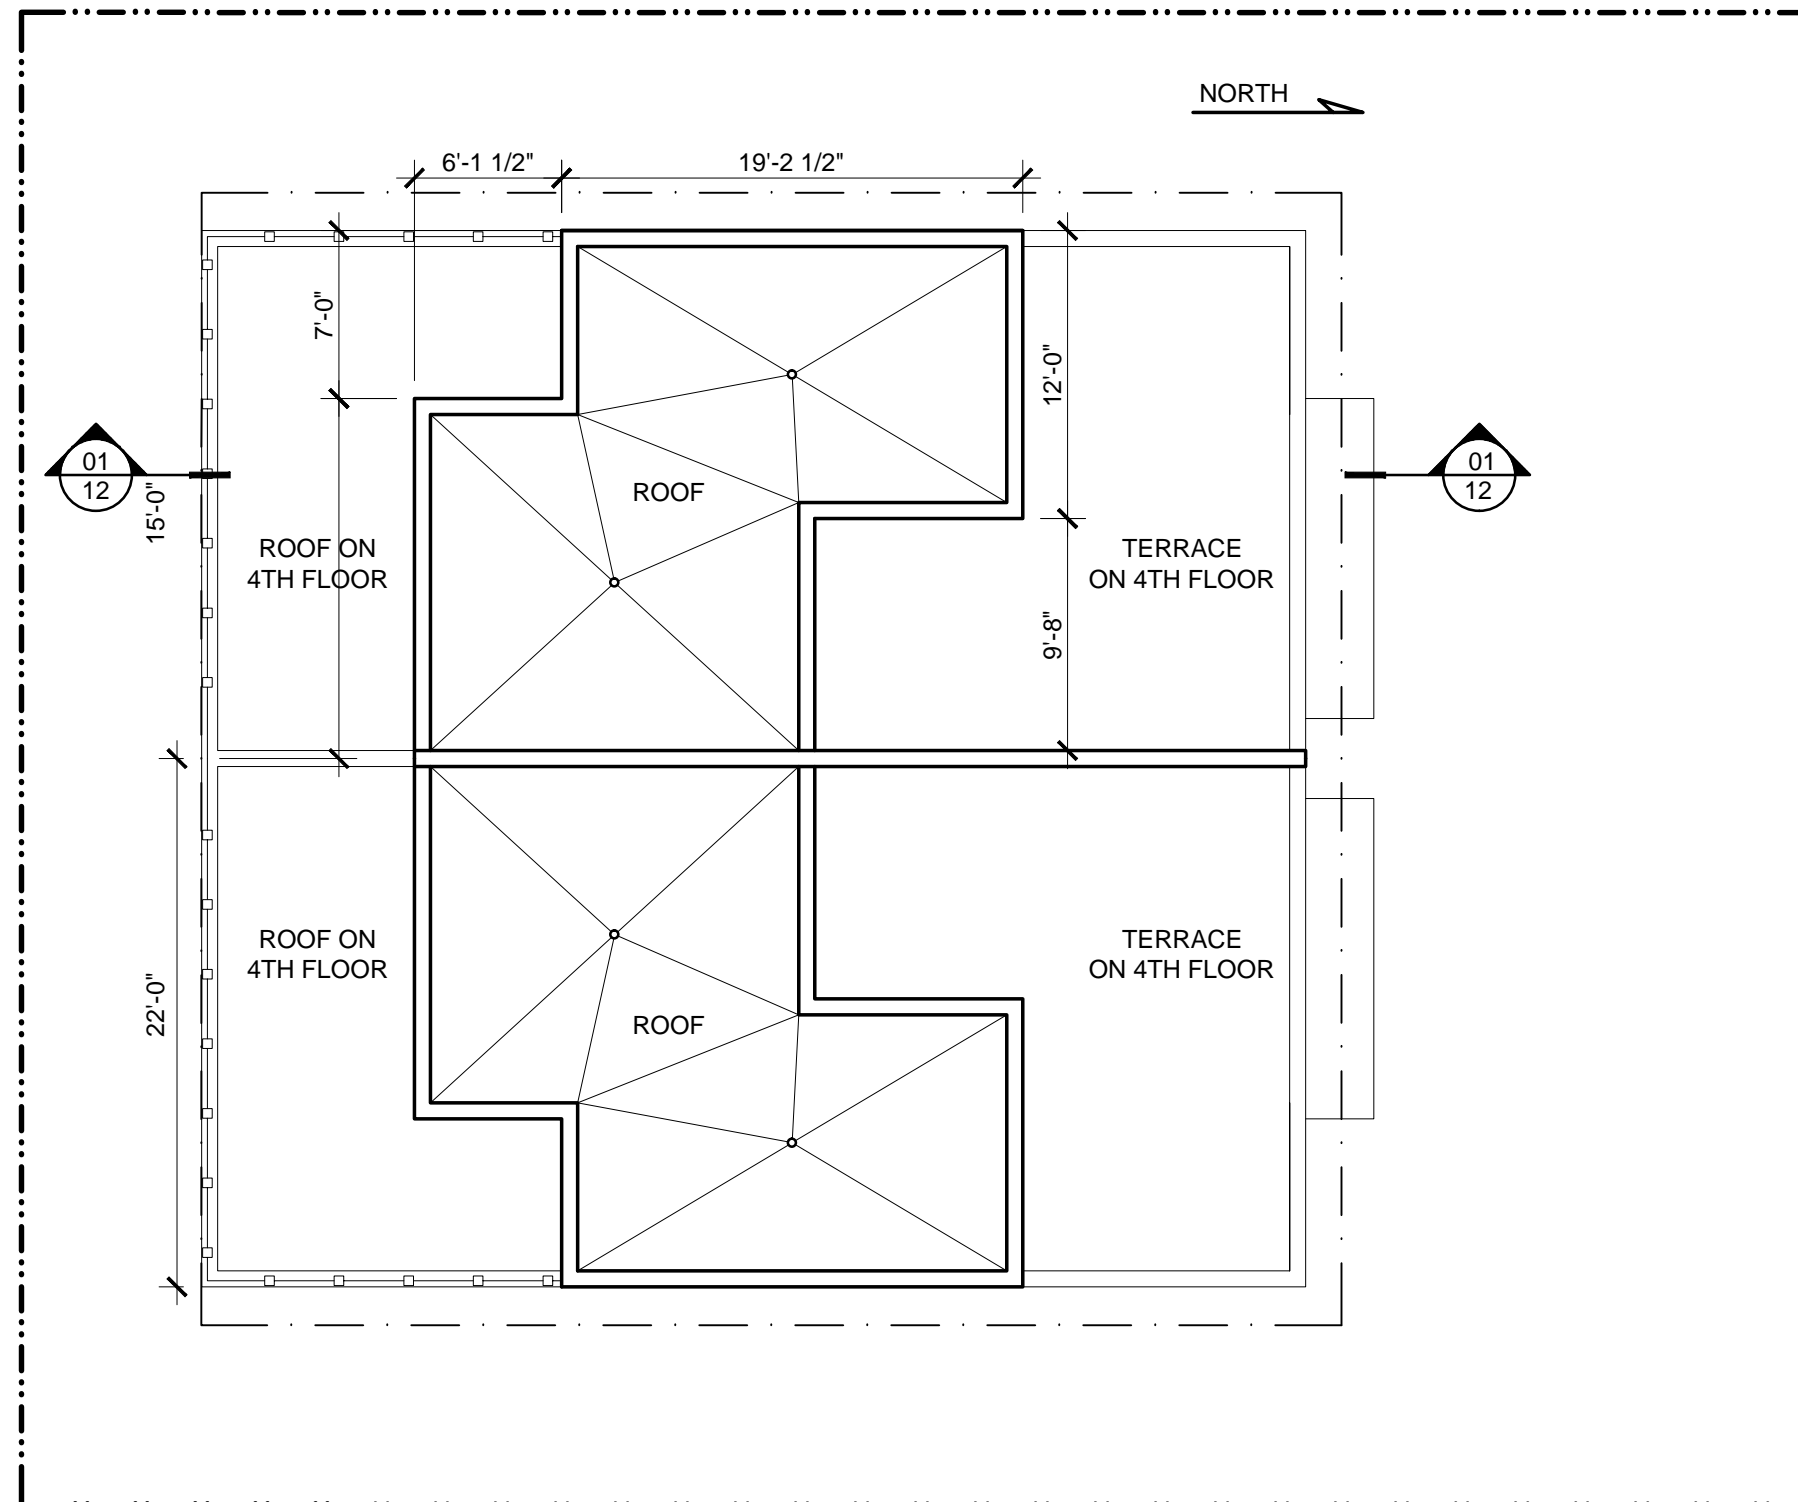 NORTH
6'-1 1/2"
19'-2 1/2"
7'-0"
12'-0"
01
12
15'-0"
ROOF
01
12
ROOF ON
4TH FLOOR
TERRACE
ON 4TH FLOOR
9'-8"
ROOF ON
4TH FLOOR
TERRACE
ON 4TH FLOOR
22'-0"
ROOF